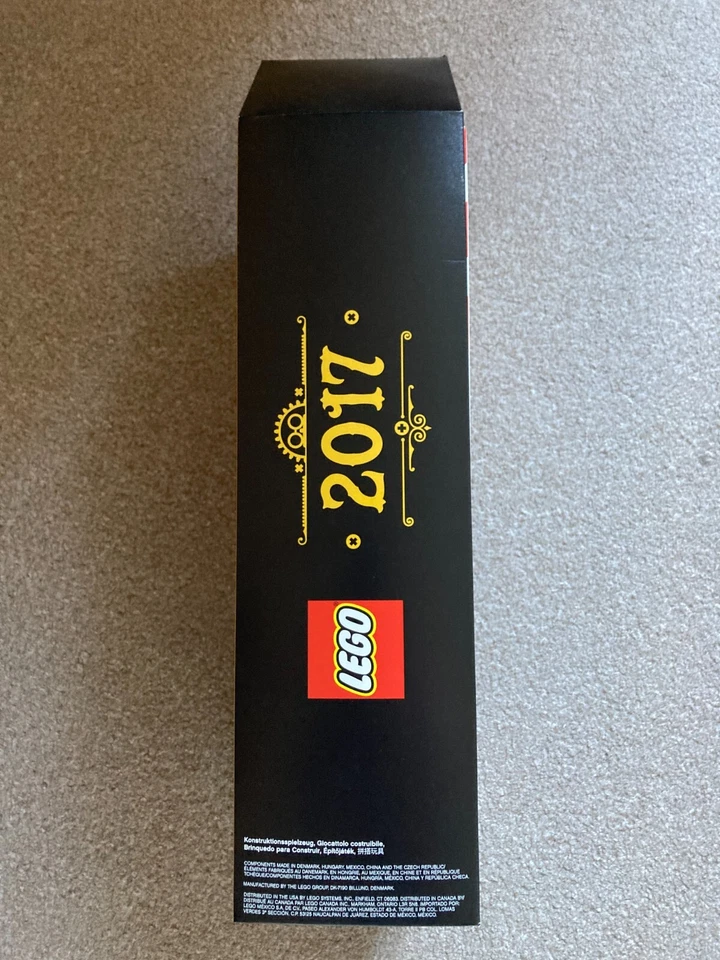 2017
LEGO
Konstruktionsspielzeug, Giocattolo costruibile,
Brinquedo para Construir, Építőjáték, 拼搭玩具
COMPONENTS MADE IN DENMARK, HUNGARY, MEXICO, CHINA AND THE CZECH REPUBLIC/
ÉLÉMENTS FABRIQUÉS AU DANEMARK, EN HONGRIE, AU MEXIQUE, EN CHINE ET EN RÉPUBLIQUE
TCHÈQUE/COMPONENTES HECHOS EN DINAMARCA, HUNGRÍA, MÉXICO, CHINA Y REPÚBLICA CHECA.
MANUFACTURED BY THE LEGO GROUP, DK-7190 BILLUND, DENMARK.
DISTRIBUTED IN THE USA BY LEGO SYSTEMS, INC., ENFIELD, CT 06083. DISTRIBUTED IN CANADA BY/
DISTRIBUÉ AU CANADA PAR LEGO CANADA INC., MARKHAM, ONTARIO L3R 5N8. IMPORTADO POR:
LEGO MÉXICO S.A. DE C.V., PASEO ALEXANDER VON HUMBOLDT 43-A, TORRE II PB COL. LOMAS
VERDES 3ª SECCIÓN, C.P. 53125 NAUCALPAN DE JUÁREZ, ESTADO DE MÉXICO, MÉXICO.